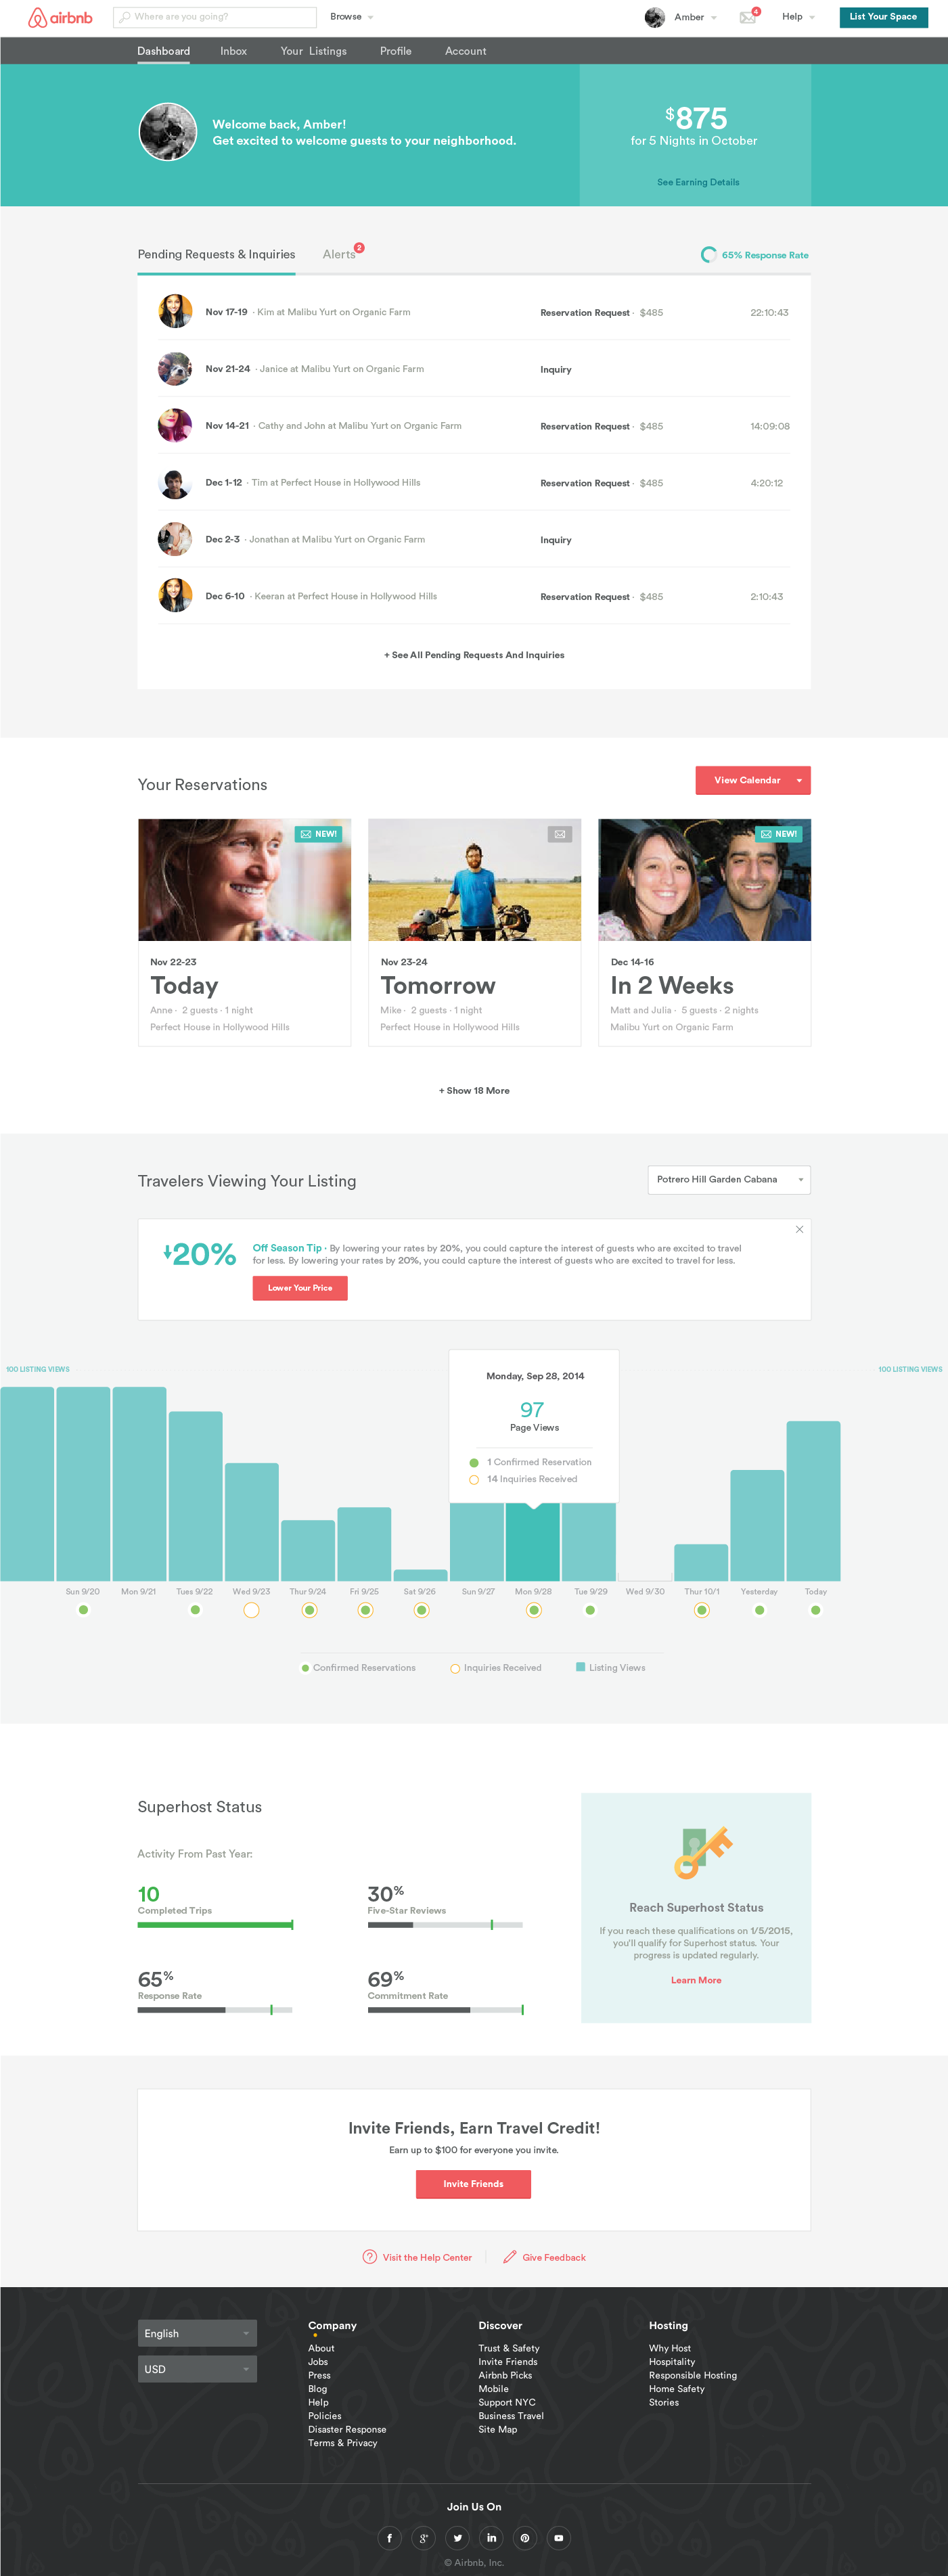 airbnb
Where are you going?
Browse
Amber
4
Help
List Your Space
Dashboard
Inbox
Your Listings
Profile
Account
Welcome back, Amber!
Get excited to welcome guests to your neighborhood.
$875
for 5 Nights in October
See Earning Details
Pending Requests & Inquiries
Alerts
2
65% Response Rate
Nov 17-19 · Kim at Malibu Yurt on Organic Farm
Reservation Request · $485
22:10:43
Nov 21-24 · Janice at Malibu Yurt on Organic Farm
Inquiry
Nov 14-21 · Cathy and John at Malibu Yurt on Organic Farm
Reservation Request · $485
14:09:08
Dec 1-12 · Tim at Perfect House in Hollywood Hills
Reservation Request · $485
4:20:12
Dec 2-3 · Jonathan at Malibu Yurt on Organic Farm
Inquiry
Dec 6-10 · Keeran at Perfect House in Hollywood Hills
Reservation Request · $485
2:10:43
+ See All Pending Requests And Inquiries
Your Reservations
View Calendar
NEW!
NEW!
Nov 22-23
Today
Anne · 2 guests · 1 night
Perfect House in Hollywood Hills
Nov 23-24
Tomorrow
Mike · 2 guests · 1 night
Perfect House in Hollywood Hills
Dec 14-16
In 2 Weeks
Matt and Julia · 5 guests · 2 nights
Malibu Yurt on Organic Farm
+ Show 18 More
Travelers Viewing Your Listing
Potrero Hill Garden Cabana
20%
Off Season Tip · By lowering your rates by 20%, you could capture the interest of guests who are excited to travel
for less. By lowering your rates by 20%, you could capture the interest of guests who are excited to travel for less.
Lower Your Price
100 LISTING VIEWS
100 LISTING VIEWS
Monday, Sep 28, 2014
97
Page Views
1 Confirmed Reservation
14 Inquiries Received
Sun 9/20
Mon 9/21
Tues 9/22
Wed 9/23
Thur 9/24
Fri 9/25
Sat 9/26
Sun 9/27
Mon 9/28
Tue 9/29
Wed 9/30
Thur 10/1
Yesterday
Today
Confirmed Reservations
Inquiries Received
Listing Views
Superhost Status
Activity From Past Year:
10
Completed Trips
30%
Five-Star Reviews
65%
Response Rate
69%
Commitment Rate
Reach Superhost Status
If you reach these qualifications on 1/5/2015,
you'll qualify for Superhost status. Your
progress is updated regularly.
Learn More
Invite Friends, Earn Travel Credit!
Earn up to $100 for everyone you invite.
Invite Friends
Visit the Help Center
Give Feedback
English
USD
Company
About
Jobs
Press
Blog
Help
Policies
Disaster Response
Terms & Privacy
Discover
Trust & Safety
Invite Friends
Airbnb Picks
Mobile
Support NYC
Business Travel
Site Map
Hosting
Why Host
Hospitality
Responsible Hosting
Home Safety
Stories
Join Us On
© Airbnb, Inc.